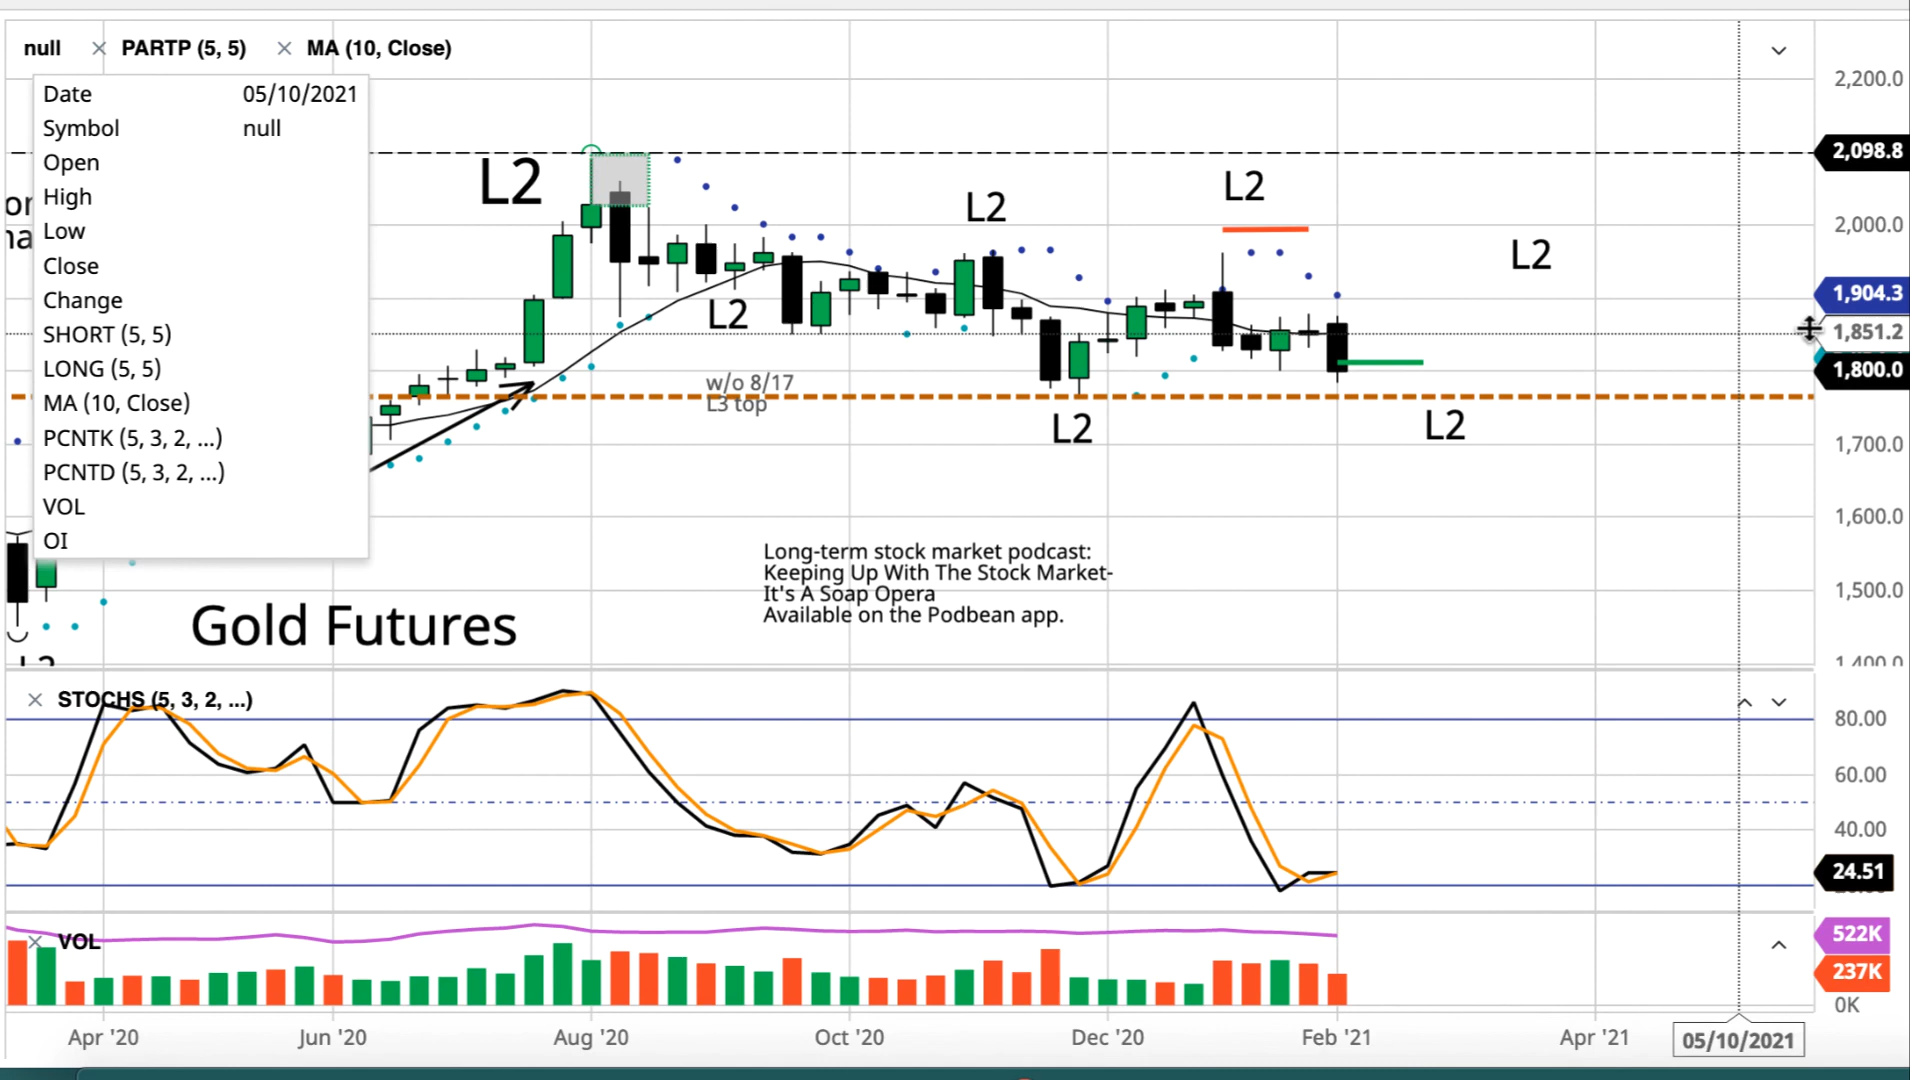 null PARTP (5, 5) MA (10, Close)
Date 05/10/2021
Symbol null
Open
High
Low
Close
Change
SHORT (5, 5)
LONG (5, 5)
MA (10, Close)
PCNTK (5, 3, 2, ...)
PCNTD (5, 3, 2, ...)
VOL
OI
L2
L2
L2
L2
L2
L2
L2
w/o 8/17
L3 top
2,200.0
2,098.8
2,000.0
1,904.3
1,851.2
1,800.0
1,700.0
1,600.0
1,500.0
1,400.0
Long-term stock market podcast:
Keeping Up With The Stock Market-
It's A Soap Opera
Available on the Podbean app.
Gold Futures
STOCHS (5, 3, 2, ...)
80.00
60.00
40.00
24.51
VOL
522K
237K
0K
Apr '20 Jun '20 Aug '20 Oct '20 Dec '20 Feb '21 Apr '21 05/10/2021